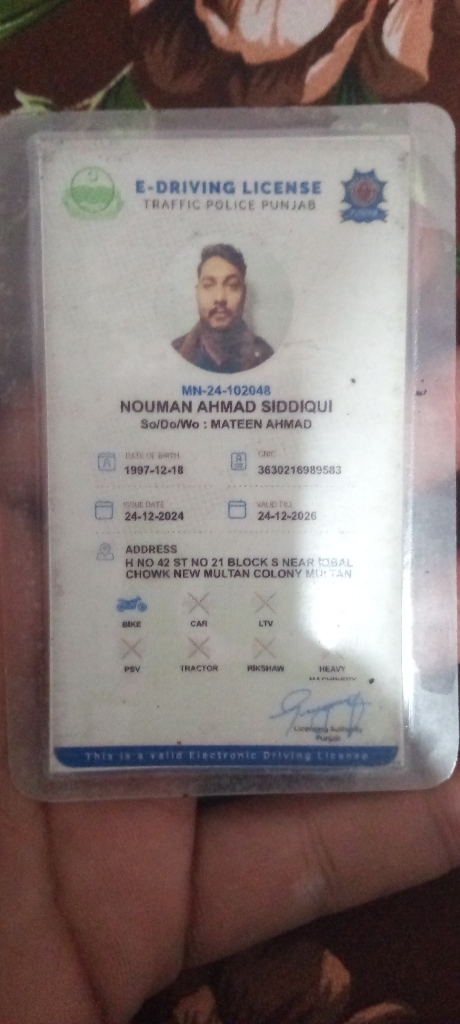 E-DRIVING LICENSE
TRAFFIC POLICE PUNJAB
MN-24-102048
NOUMAN AHMAD SIDDIQUI
So/Do/Wo : MATEEN AHMAD
DATE OF BIRTH
1997-12-18
CNIC
3630216989583
ISSUE DATE
24-12-2024
VALID TILL
24-12-2026
ADDRESS
H NO 42 ST NO 21 BLOCK S NEAR IQBAL
CHOWK NEW MULTAN COLONY MULTAN
BIKE CAR LTV
PSV TRACTOR RIKSHAW HEAVY
MACHINERY
Licensing Authority
Punjab
This is a valid Electronic Driving License